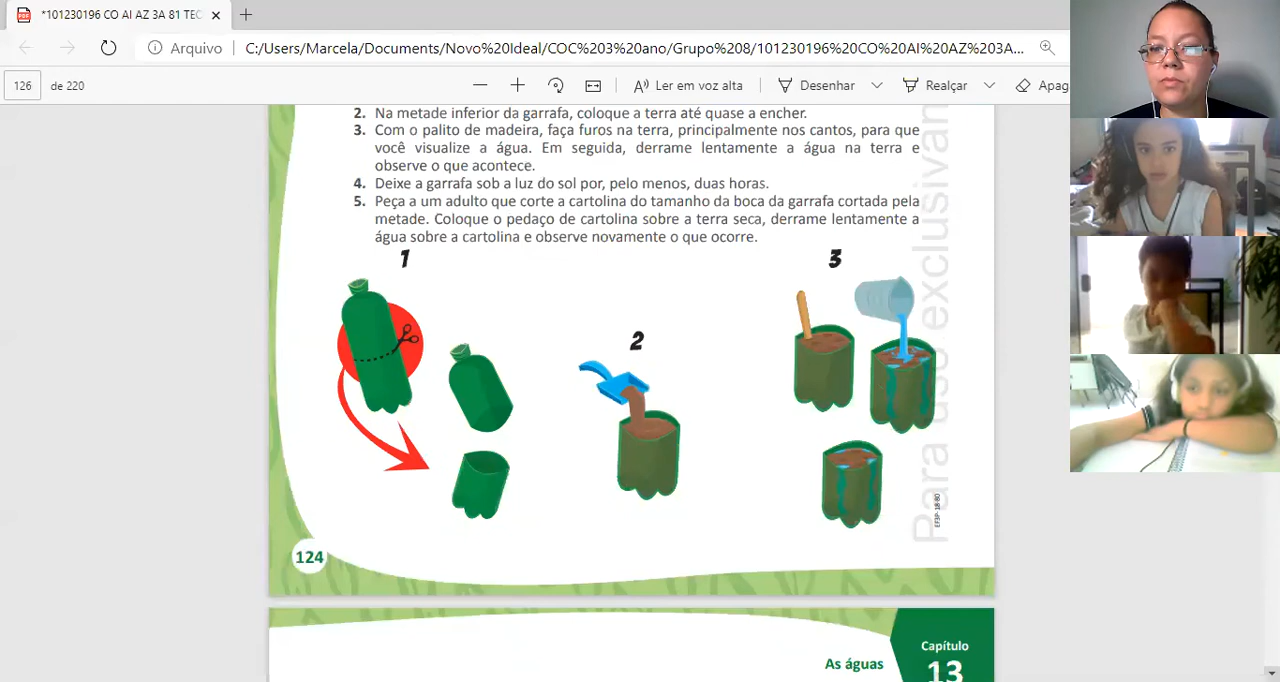 *101230196 CO AI AZ 3A 81 TEC
Arquivo
C:/Users/Marcela/Documents/Novo%20Ideal/COC%203%20ano/Grupo%208/101230196%20CO%20AI%20AZ%203A...
126 de 220
Ler em voz alta
Desenhar
Realçar
Apag
2. Na metade inferior da garrafa, coloque a terra até quase a encher.
3. Com o palito de madeira, faça furos na terra, principalmente nos cantos, para que
você visualize a água. Em seguida, derrame lentamente a água na terra e
observe o que acontece.
4. Deixe a garrafa sob a luz do sol por, pelo menos, duas horas.
5. Peça a um adulto que corte a cartolina do tamanho da boca da garrafa cortada pela
metade. Coloque o pedaço de cartolina sobre a terra seca, derrame lentamente a
água sobre a cartolina e observe novamente o que ocorre.
1
2
3
Para uso exclusivam
EF3P-18-80
124
Capítulo
As águas
13